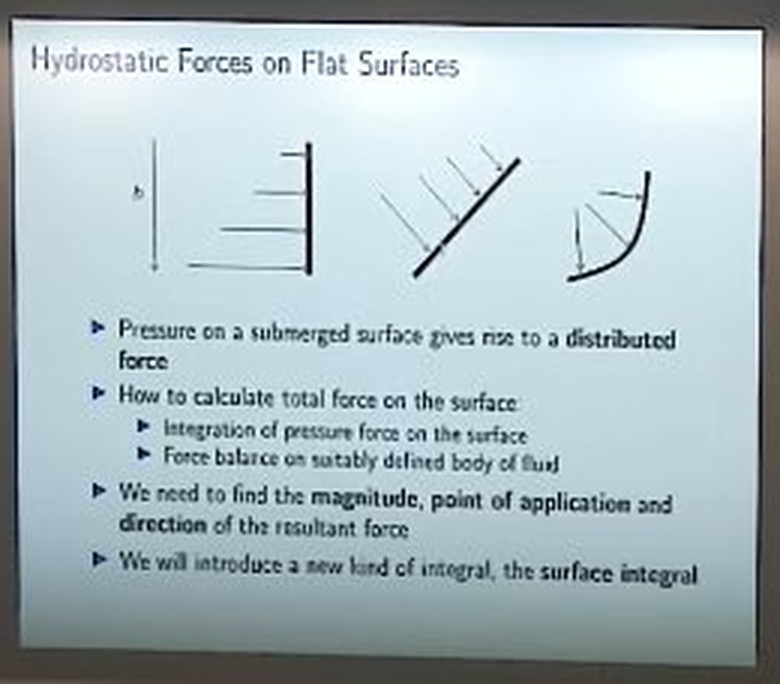 Hydrostatic Forces on Flat Surfaces
Pressure on a submerged surface gives rise to a distributed
force
How to calculate total force on the surface
Integration of pressure force on the surface
Force balance on suitably defined body of fluid
We need to find the magnitude, point of application and
direction of the resultant force
We will introduce a new kind of integral, the surface integral